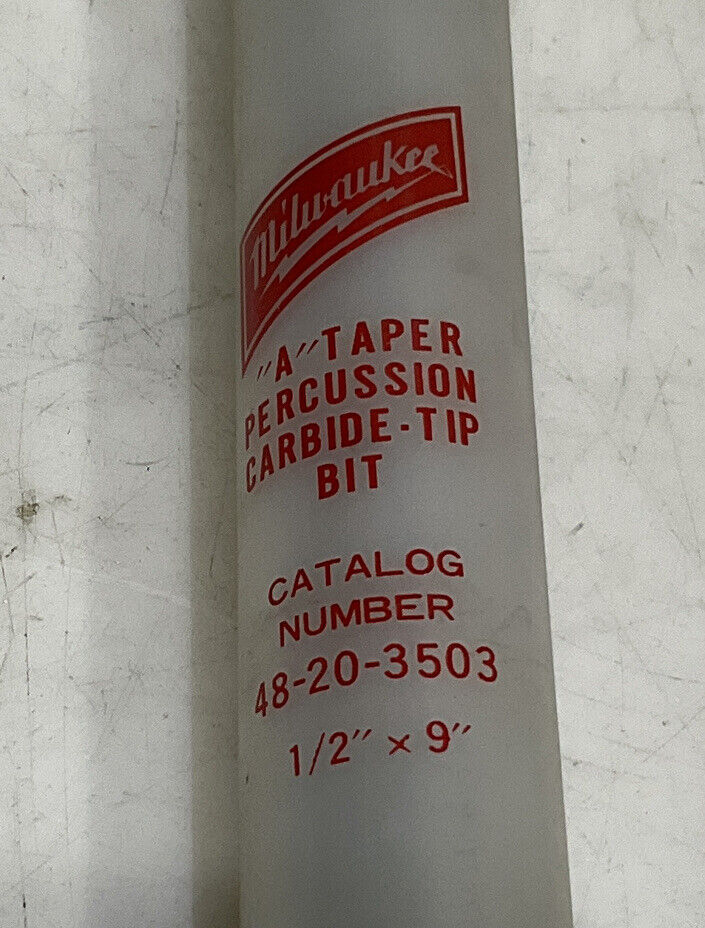 Milwaukee
"A" TAPER
PERCUSSION
CARBIDE-TIP
BIT
CATALOG
NUMBER
48-20-3503
1/2" x 9"